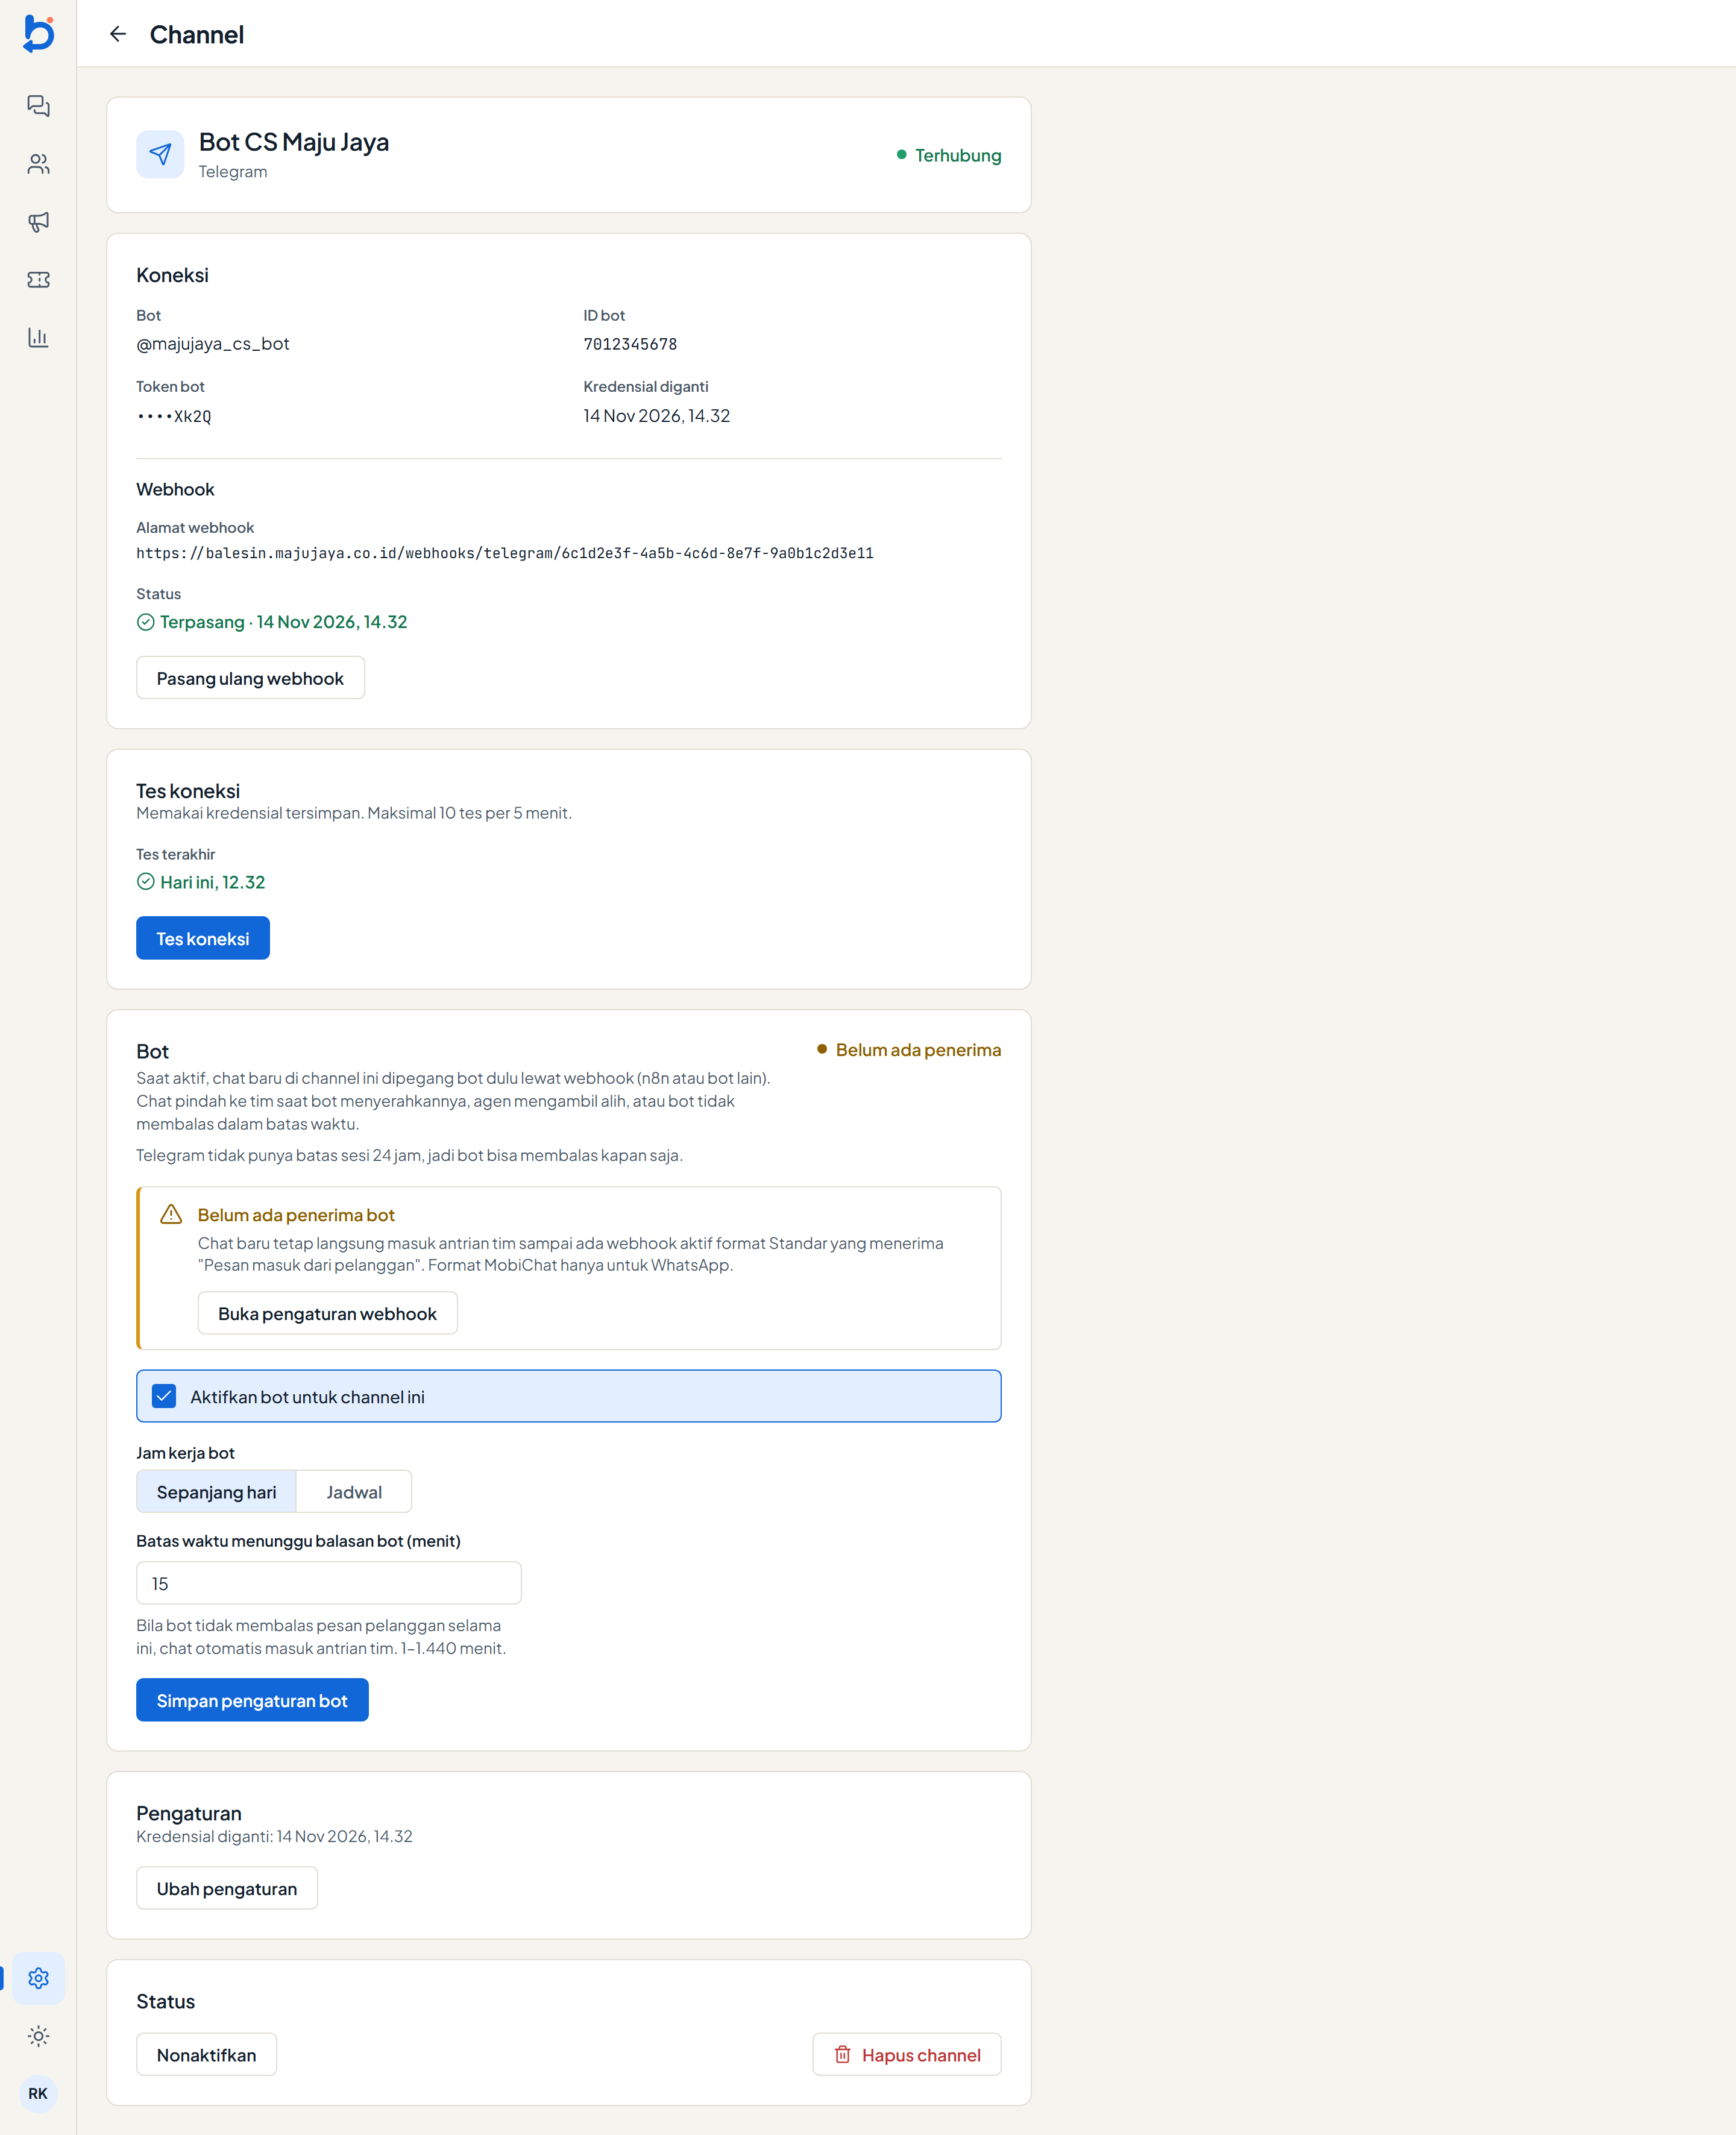 Channel
Bot CS Maju Jaya
Telegram
Terhubung
Koneksi
Bot
ID bot
@majujaya_cs_bot
7012345678
Token bot
Kredensial diganti
••••Xk2Q
14 Nov 2026, 14.32
Webhook
Alamat webhook
https://balesin.majujaya.co.id/webhooks/telegram/6c1d2e3f-4a5b-4c6d-8e7f-9a0b1c2d3e11
Status
Terpasang · 14 Nov 2026, 14.32
Pasang ulang webhook
Tes koneksi
Memakai kredensial tersimpan. Maksimal 10 tes per 5 menit.
Tes terakhir
Hari ini, 12.32
Tes koneksi
Bot
Belum ada penerima
Saat aktif, chat baru di channel ini dipegang bot dulu lewat webhook (n8n atau bot lain).
Chat pindah ke tim saat bot menyerahkannya, agen mengambil alih, atau bot tidak
membalas dalam batas waktu.
Telegram tidak punya batas sesi 24 jam, jadi bot bisa membalas kapan saja.
Belum ada penerima bot
Chat baru tetap langsung masuk antrian tim sampai ada webhook aktif format Standar yang menerima
"Pesan masuk dari pelanggan". Format MobiChat hanya untuk WhatsApp.
Buka pengaturan webhook
Aktifkan bot untuk channel ini
Jam kerja bot
Sepanjang hari
Jadwal
Batas waktu menunggu balasan bot (menit)
15
Bila bot tidak membalas pesan pelanggan selama
ini, chat otomatis masuk antrian tim. 1–1.440 menit.
Simpan pengaturan bot
Pengaturan
Kredensial diganti: 14 Nov 2026, 14.32
Ubah pengaturan
Status
Nonaktifkan
Hapus channel
RK